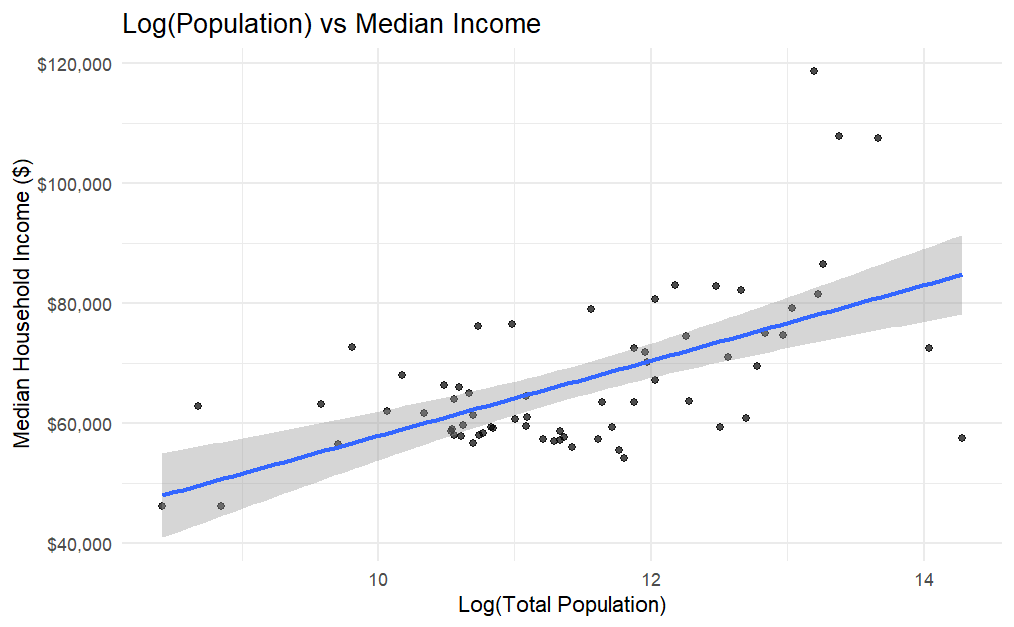 Log(Population) vs Median Income
Median Household Income ($)
$120,000
$100,000
$80,000
$60,000
$40,000
10
12
14
Log(Total Population)